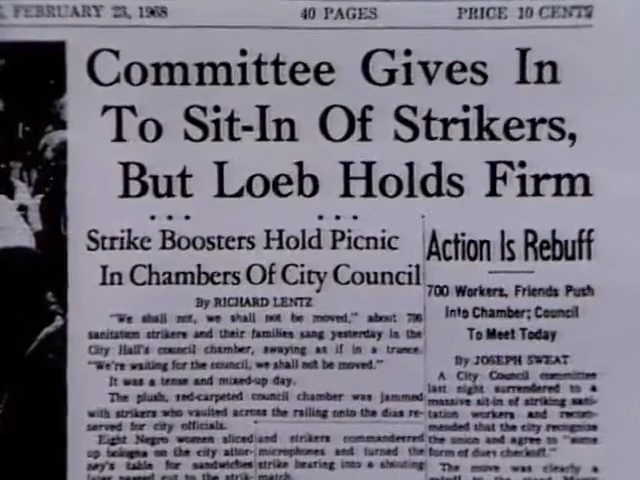 FEBRUARY 23, 1968
40 PAGES
PRICE 10 CENTS
Committee Gives In
To Sit-In Of Strikers,
But Loeb Holds Firm
Strike Boosters Hold Picnic
In Chambers Of City Council
By RICHARD LENTZ
"We shall not, we shall not be moved," about 700
sanitation strikers and their families sang yesterday in the
City Hall's council chamber, swaying as if in a trance.
"We're waiting for the council, we shall not be moved."
It was a tense and mixed-up day.
The plush, red-carpeted council chamber was jammed
with strikers who vaulted across the railing onto the dias re-
served for city officials.
Eight Negro women sliced
up bologna on the city attor-
ney's table for sandwiches
and strikers commandeered
microphones and turned the
strike hearing into a shouting
match.
Action Is Rebuff
700 Workers, Friends Push
Into Chamber; Council
To Meet Today
By JOSEPH SWEAT
A City Council committee
last night surrendered to a
massive sit-in of striking sani-
tation workers and recom-
mended that the city recognize
the union and agree to "some
form of dues checkoff."
The move was clearly a